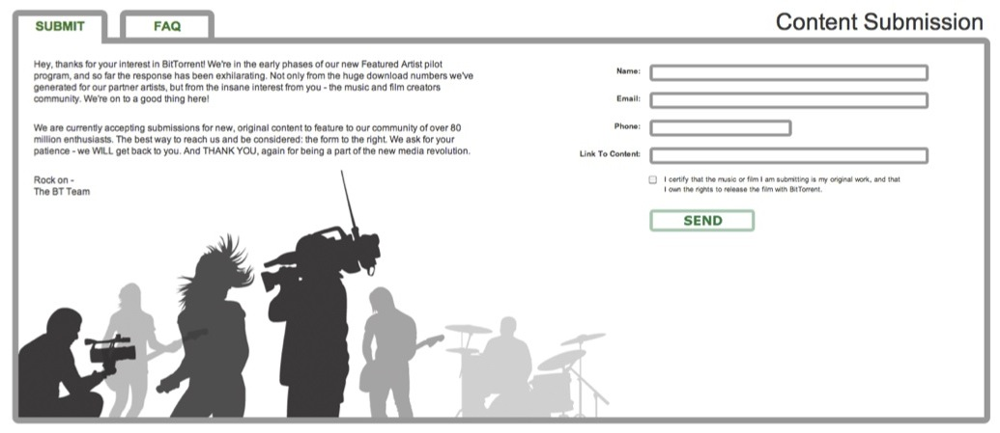 SUBMIT
FAQ
Content Submission
Hey, thanks for your interest in BitTorrent! We're in the early phases of our new Featured Artist pilot
program, and so far the response has been exhilarating. Not only from the huge download numbers we've
generated for our partner artists, but from the insane interest from you - the music and film creators
community. We're on to a good thing here!
We are currently accepting submissions for new, original content to feature to our community of over 80
million enthusiasts. The best way to reach us and be considered: the form to the right. We ask for your
patience - we WILL get back to you. And THANK YOU, again for being a part of the new media revolution.
Rock on -
The BT Team
Name:
Email:
Phone:
Link To Content:
I certify that the music or film I am submitting is my original work, and that
I own the rights to release the film with BitTorrent.
SEND